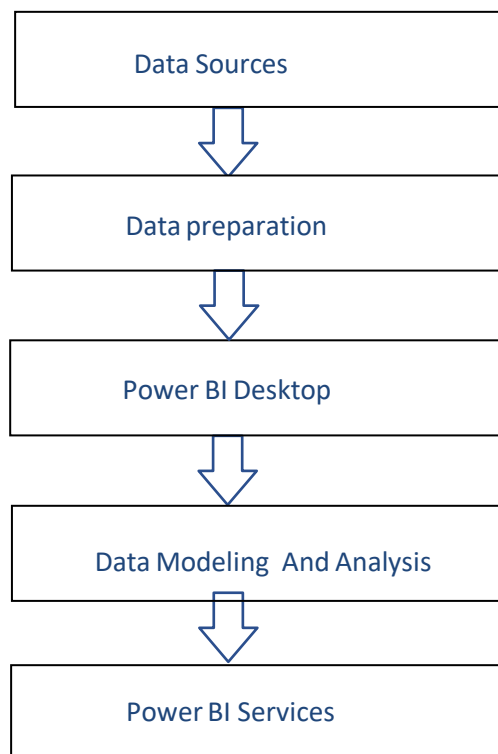 Data Sources
Data preparation
Power BI Desktop
Data Modeling And Analysis
Power BI Services